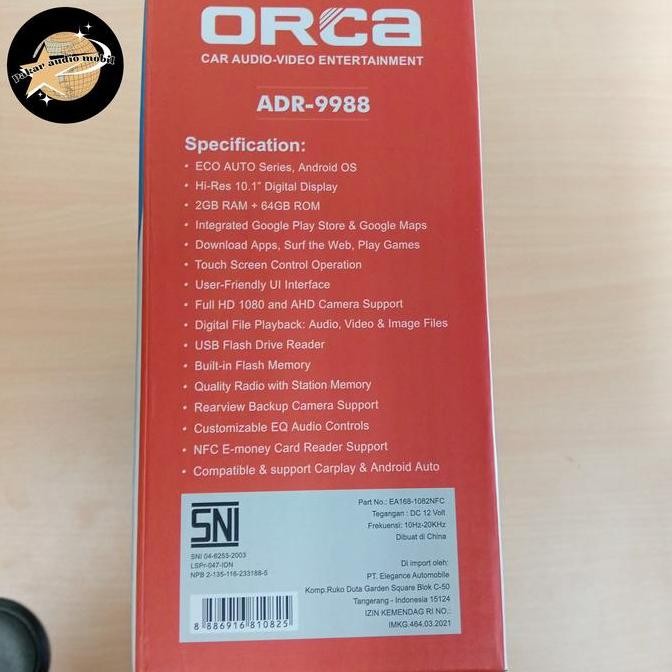 Pakar audio mobil
ORCa
CAR AUDIO-VIDEO ENTERTAINMENT
ADR-9988
Specification:
• ECO AUTO Series, Android OS
• Hi-Res 10.1" Digital Display
• 2GB RAM + 64GB ROM
• Integrated Google Play Store & Google Maps
• Download Apps, Surf the Web, Play Games
• Touch Screen Control Operation
• User-Friendly UI Interface
• Full HD 1080 and AHD Camera Support
• Digital File Playback: Audio, Video & Image Files
• USB Flash Drive Reader
• Built-in Flash Memory
• Quality Radio with Station Memory
• Rearview Backup Camera Support
• Customizable EQ Audio Controls
• NFC E-money Card Reader Support
• Compatible & support Carplay & Android Auto
SNI
SNI 04-6253-2003
LSPr-047-IDN
NPB 2-135-116-233188-5
8 886916 810825
Part No.: EA168-1082NFC
Tegangan : DC 12 Volt
Frekuensi: 10Hz-20KHz
Dibuat di China
Di import oleh:
PT. Elegance Automobile
Komp.Ruko Duta Garden Square Blok C-50
Tangerang - Indonesia 15124
IZIN KEMENDAG RI NO.:
IMKG.464.03.2021